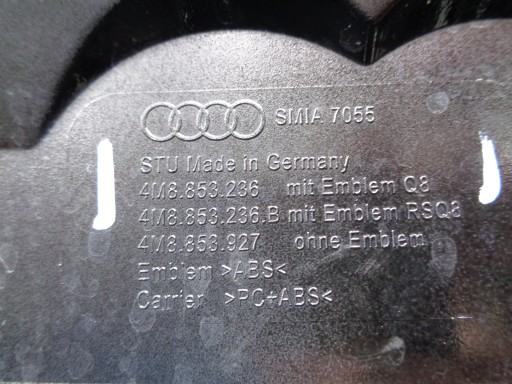 SMIA 7055
STU Made in Germany
4M8.853.236 mit Emblem Q8
4M8.853.236.B mit Emblem RSQ8
4M8.853.927 ohne Emblem
Emblem >ABS<
Carrier >PC+ABS<